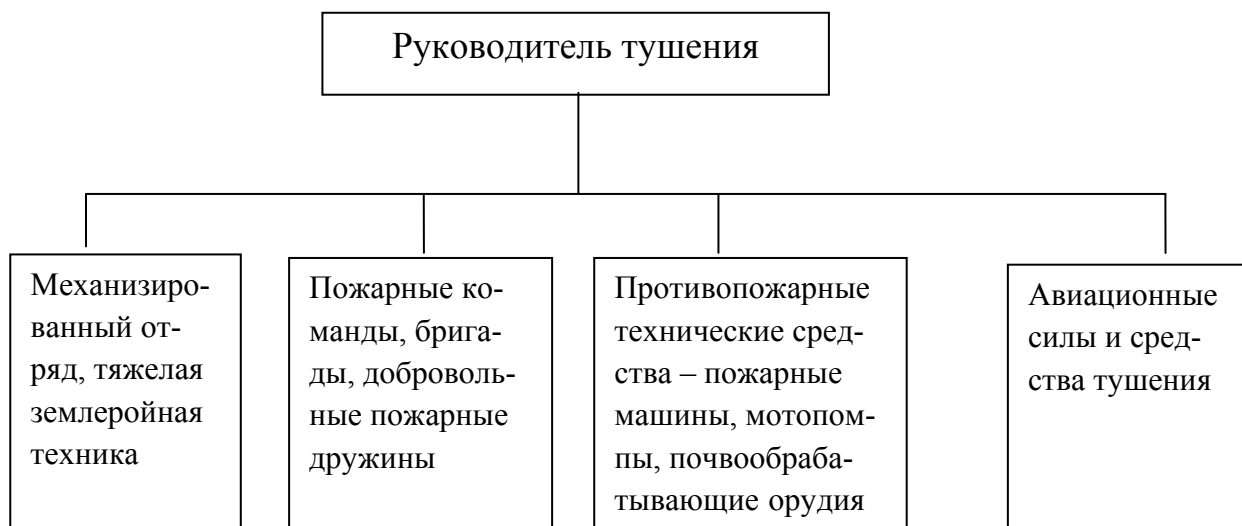 Руководитель тушения
Механизиро-
ванный от-
ряд, тяжелая
землеройная
техника
Пожарные ко-
манды, брига-
ды, доброволь-
ные пожарные
дружины
Противопожарные
технические сред-
ства – пожарные
машины, мотопом-
пы, почвообраба-
тывающие орудия
Авиационные
силы и сред-
ства тушения